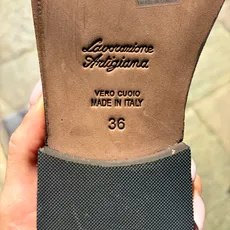 Lavorazione
Artigiana
VERO CUOIO
MADE IN ITALY
36